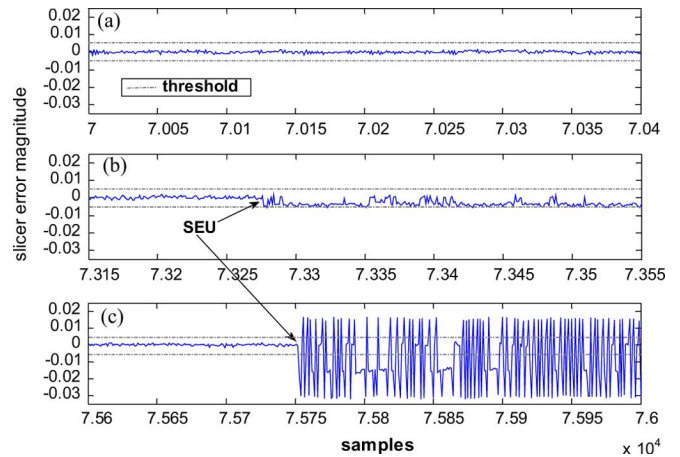 (a)
0.02
0.01
0
-0.01
-0.02
-0.03
threshold
7 7.005 7.01 7.015 7.02 7.025 7.03 7.035 7.04
slicer error magnitude
(b)
0.02
0.01
0
-0.01
-0.02
-0.03
SEU
7.315 7.32 7.325 7.33 7.335 7.34 7.345 7.35 7.355
(c)
0.02
0.01
0
-0.01
-0.02
-0.03
7.56 7.565 7.57 7.575 7.58 7.585 7.59 7.595 7.6
samples
x 10⁴